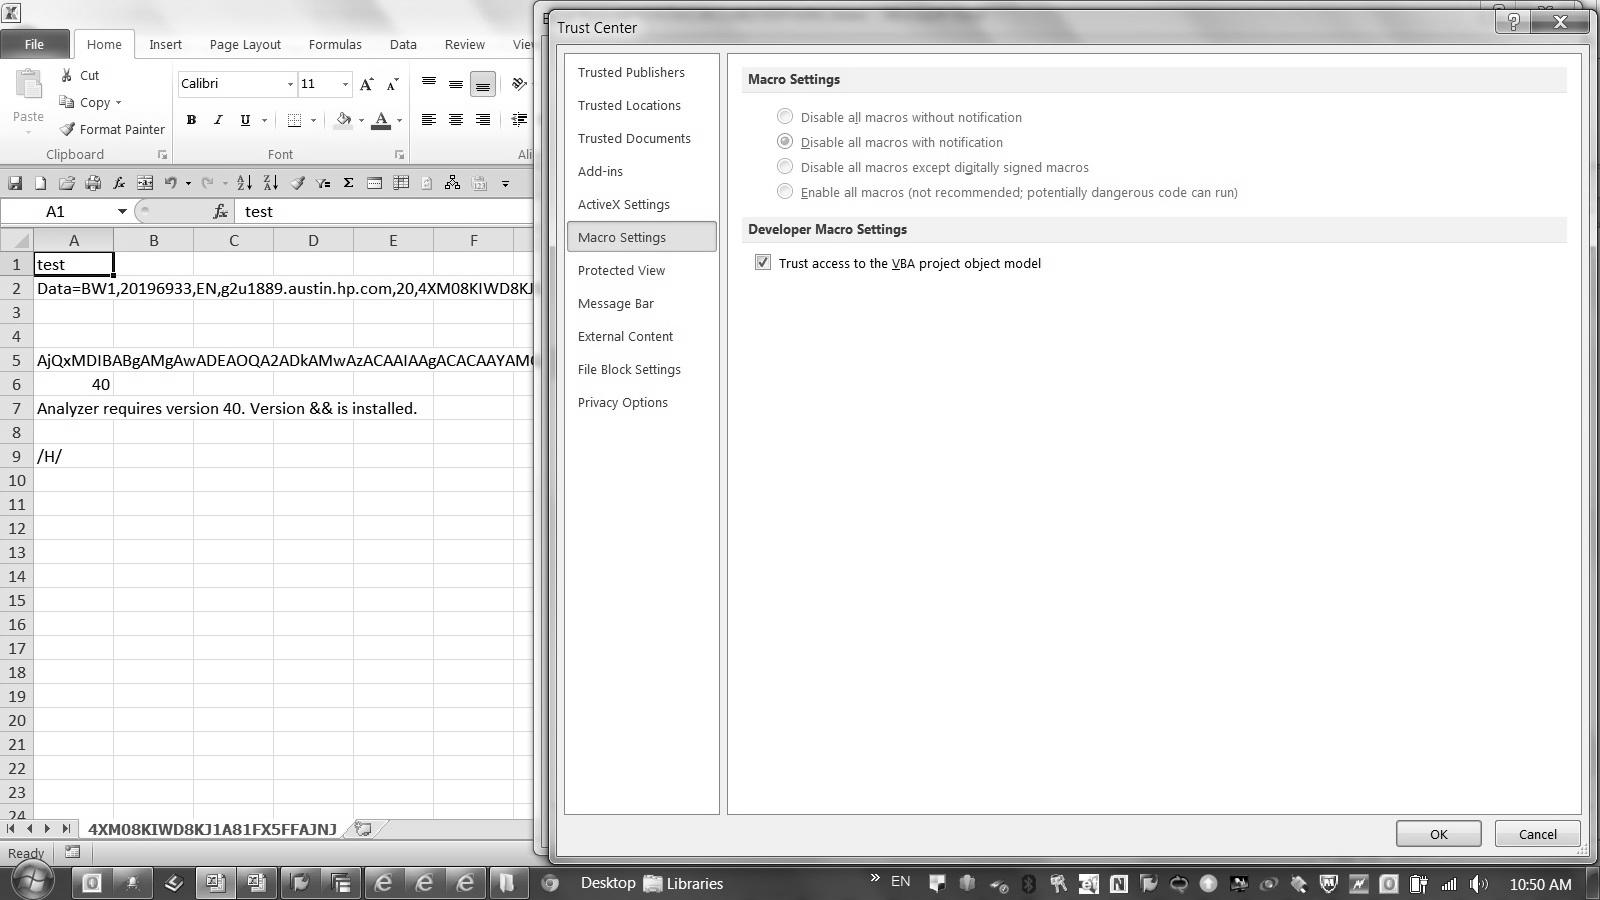 File
Home
Insert
Page Layout
Formulas
Data
Review
Cut
Copy
Paste
Format Painter
Clipboard
Calibri
11
B I U
A
Font
A1
fx
test
A B C D E F
1 test
2 Data=BW1,20196933,EN,g2u1889.austin.hp.com,20,4XM08KIWD8KJ
3
4
5 AjQxMDIBABgAMgAwADEAOQA2ADkAMwAzACAAIAAgACACAAYAM
6 40
7 Analyzer requires version 40. Version && is installed.
8
9 /H/
10
11
12
13
14
15
16
17
18
19
20
21
22
23
24
4XM08KIWD8KJ1A81FX5FFAJNJ
Ready
Trust Center
Trusted Publishers
Trusted Locations
Trusted Documents
Add-ins
ActiveX Settings
Macro Settings
Protected View
Message Bar
External Content
File Block Settings
Privacy Options
Macro Settings
Disable all macros without notification
Disable all macros with notification
Disable all macros except digitally signed macros
Enable all macros (not recommended; potentially dangerous code can run)
Developer Macro Settings
Trust access to the VBA project object model
OK
Cancel
Desktop
Libraries
EN
10:50 AM